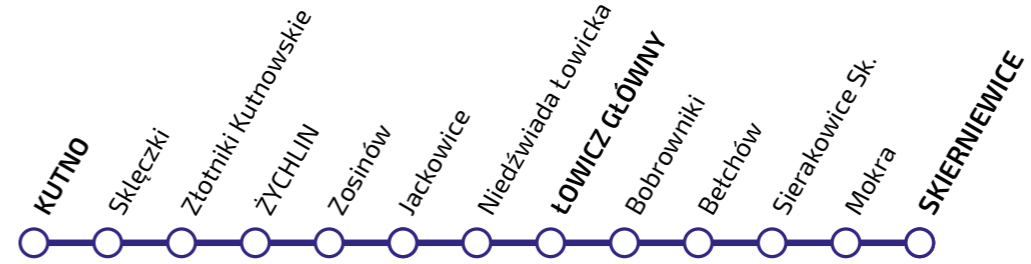 KUTNO
Sklęczki
Złotniki Kutnowskie
ŻYCHLIN
Zosinów
Jackowice
Niedźwiada Łowicka
ŁOWICZ GŁÓWNY
Bobrowniki
Bełchów
Sierakowice Sk.
Mokra
SKIERNIEWICE